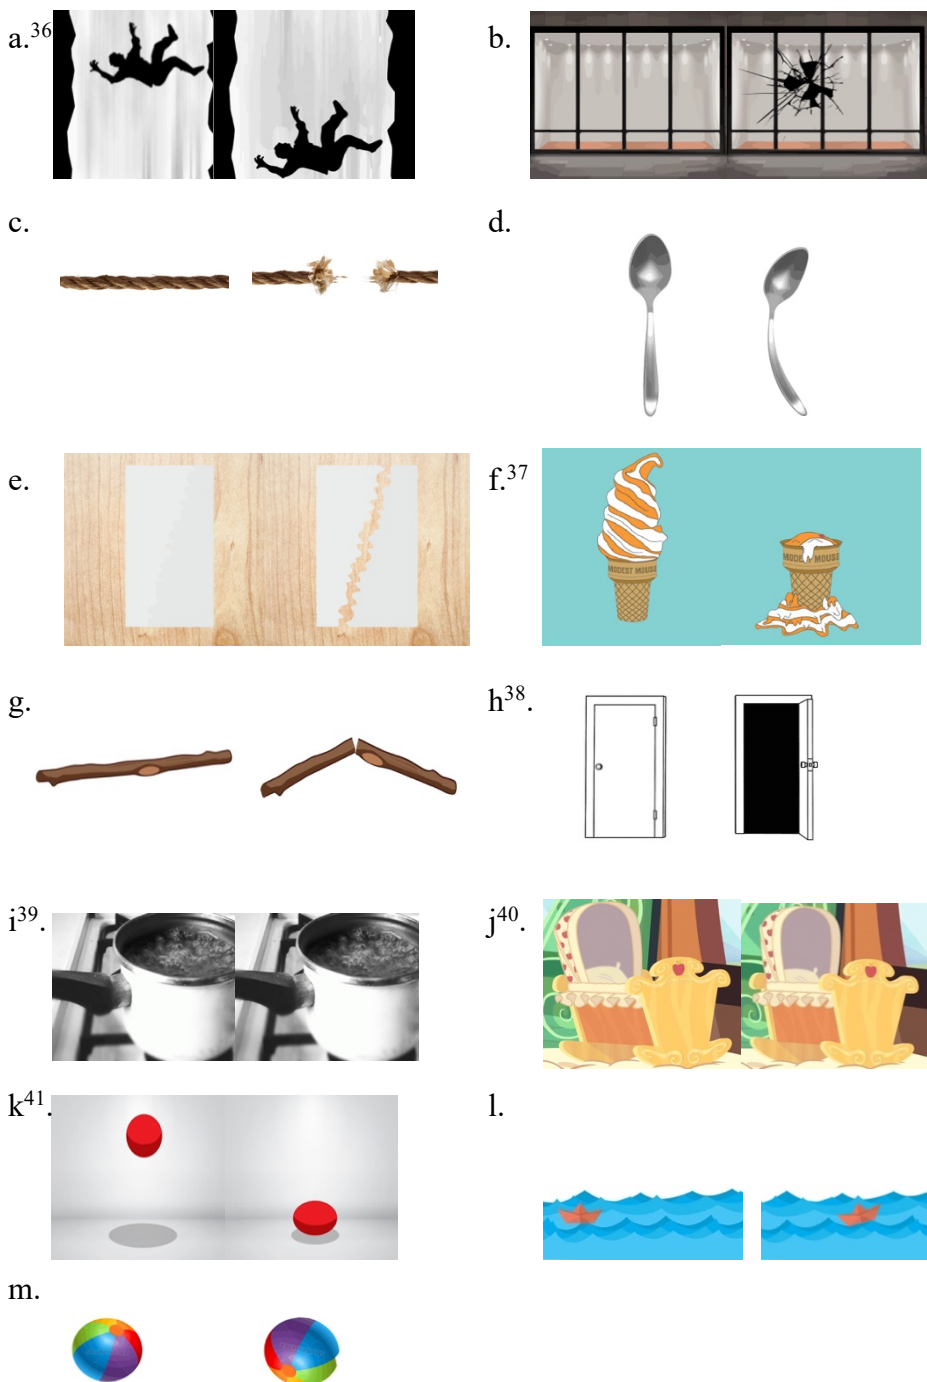 a.36
b.
c.
d.
e.
f.37
MODEST MOUSE
MODEST MOUSE
g.
h38.
i39.
j40.
k41.
l.
m.